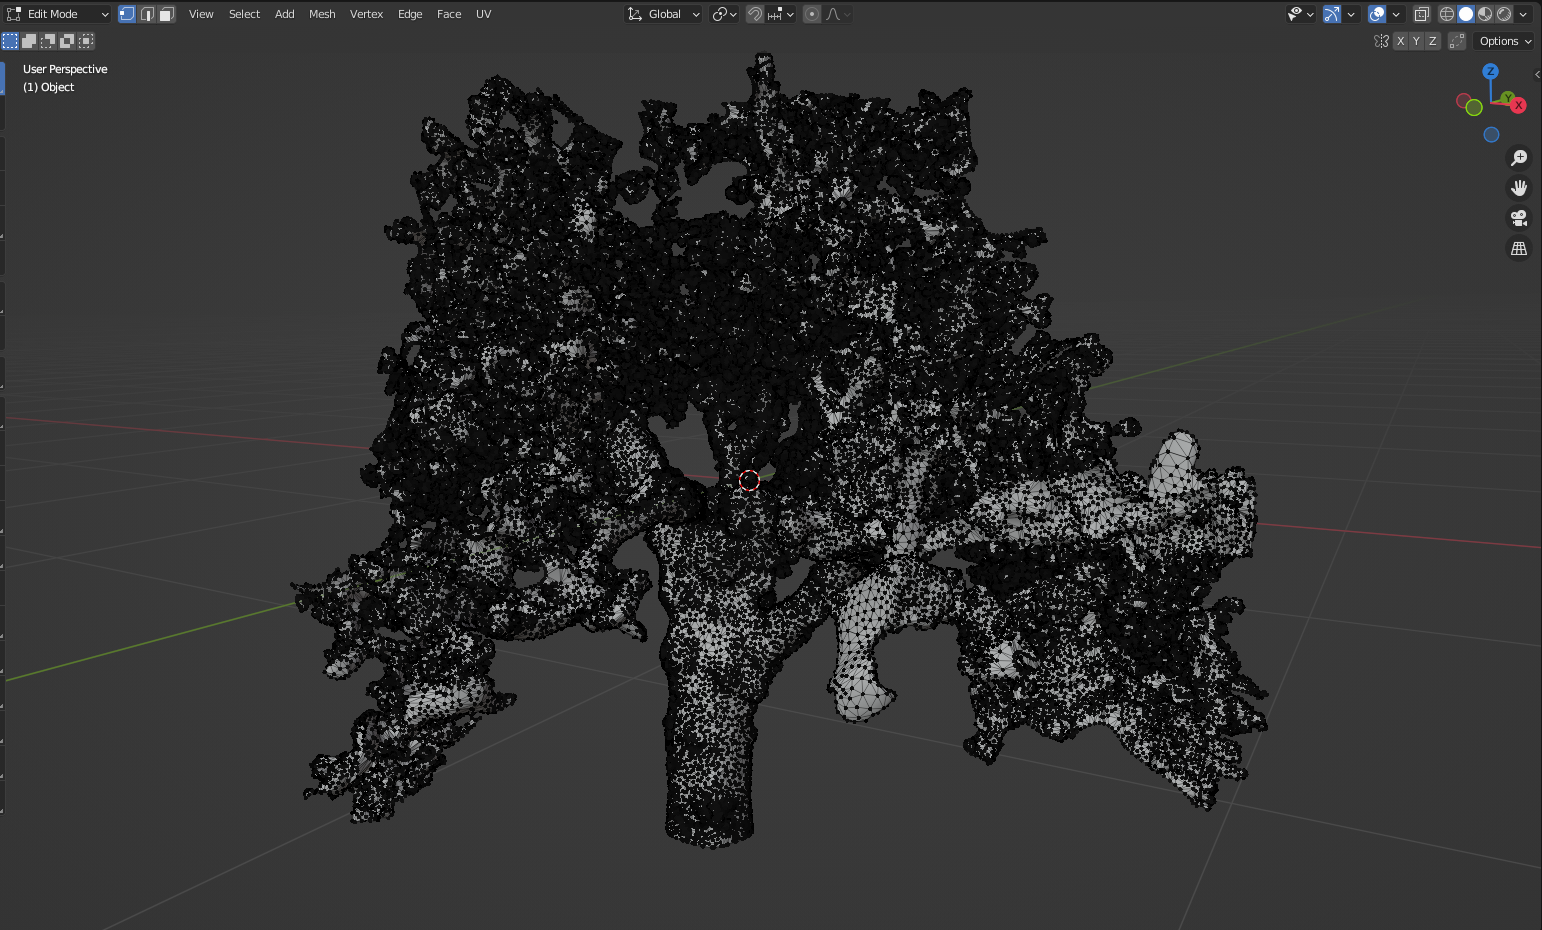 Edit Mode View Select Add Mesh Vertex Edge Face UV Global
X Y Z Options
User Perspective
(1) Object
Z
Y
X